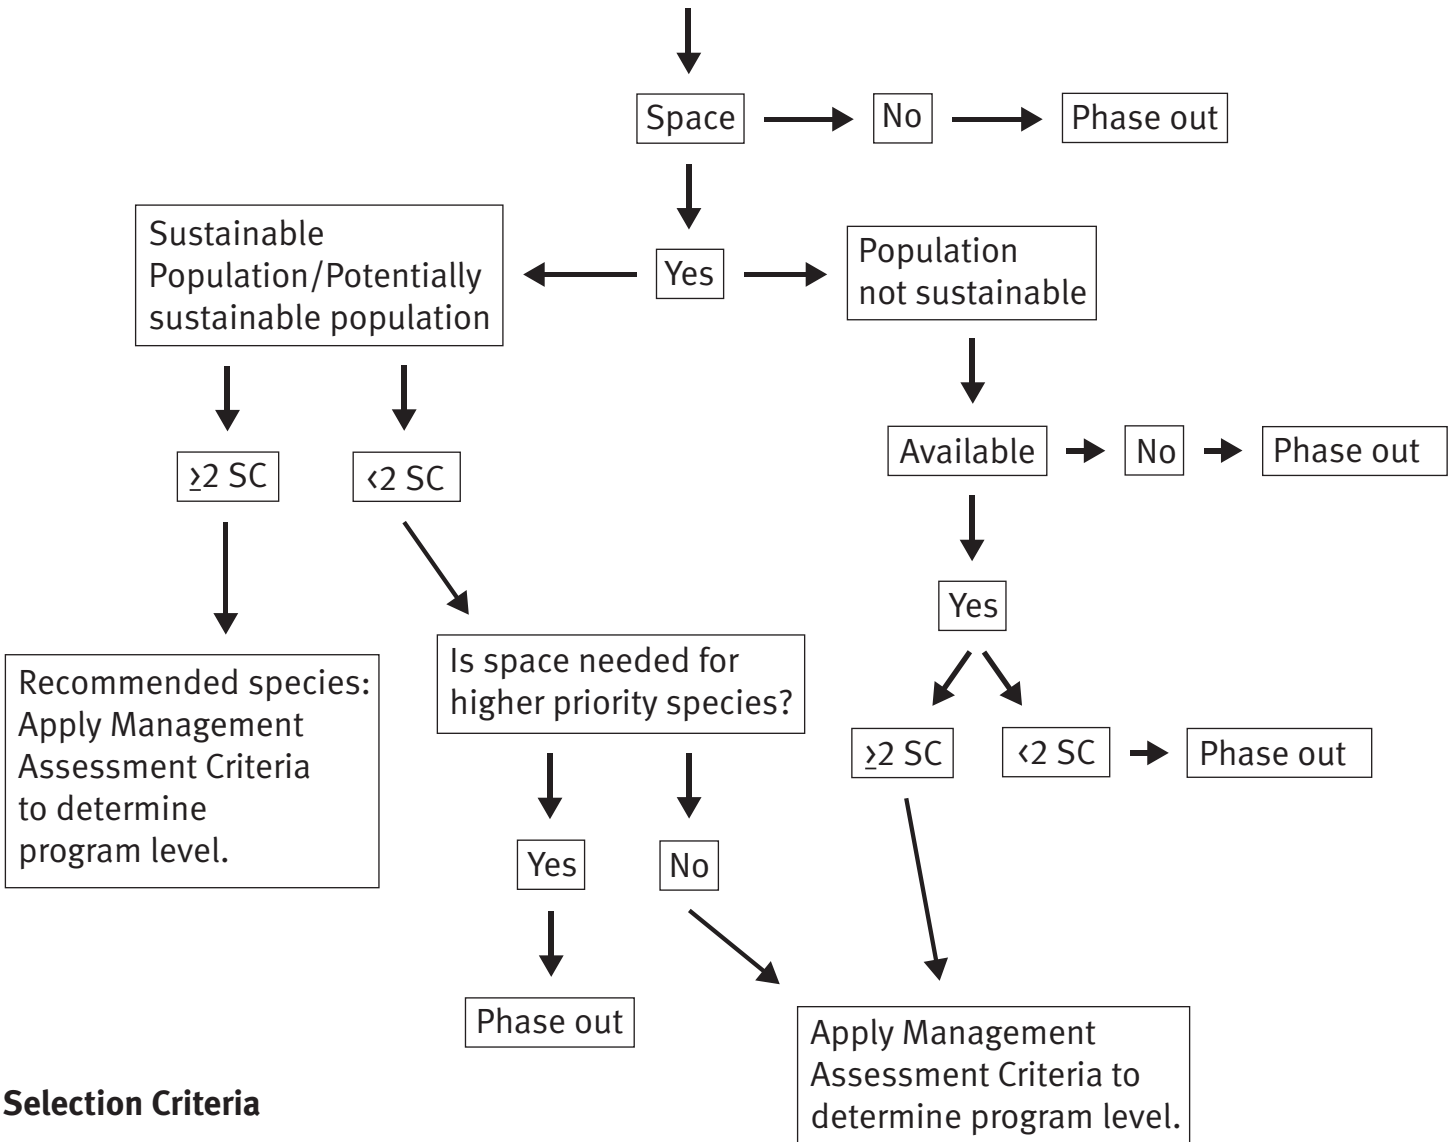 Space
No
Phase out
Sustainable
Population/Potentially
sustainable population
Yes
Population
not sustainable
≥2 SC
<2 SC
Available
No
Phase out
Yes
Recommended species:
Apply Management
Assessment Criteria
to determine
program level.
Is space needed for
higher priority species?
≥2 SC
<2 SC
Phase out
Yes
No
Phase out
Apply Management
Assessment Criteria to
determine program level.
Selection Criteria